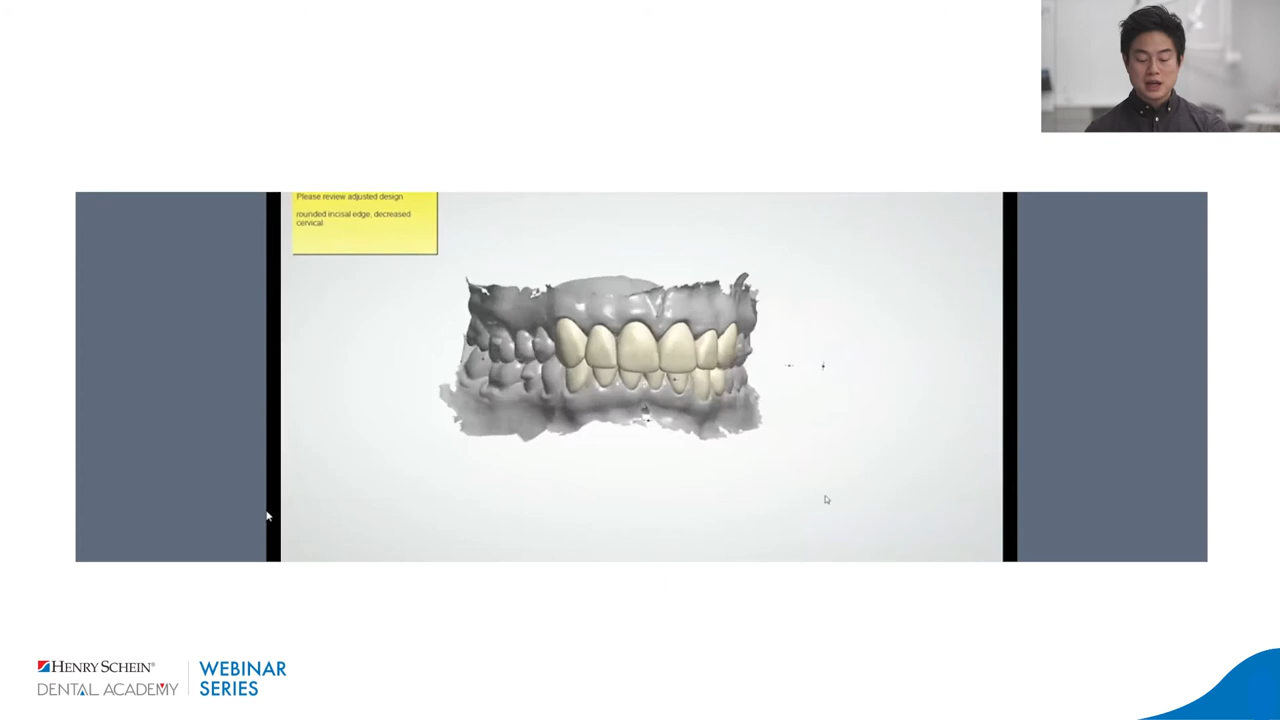 Please review adjusted design
rounded incisal edge, decreased
cervical
HENRY SCHEIN®
DENTAL ACADEMY
WEBINAR
SERIES